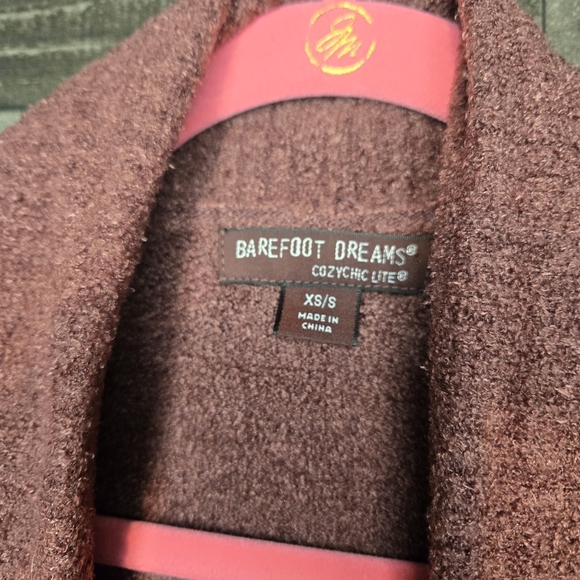 BAREFOOT DREAMS®
COZYCHIC LITE®
XS/S
MADE IN
CHINA